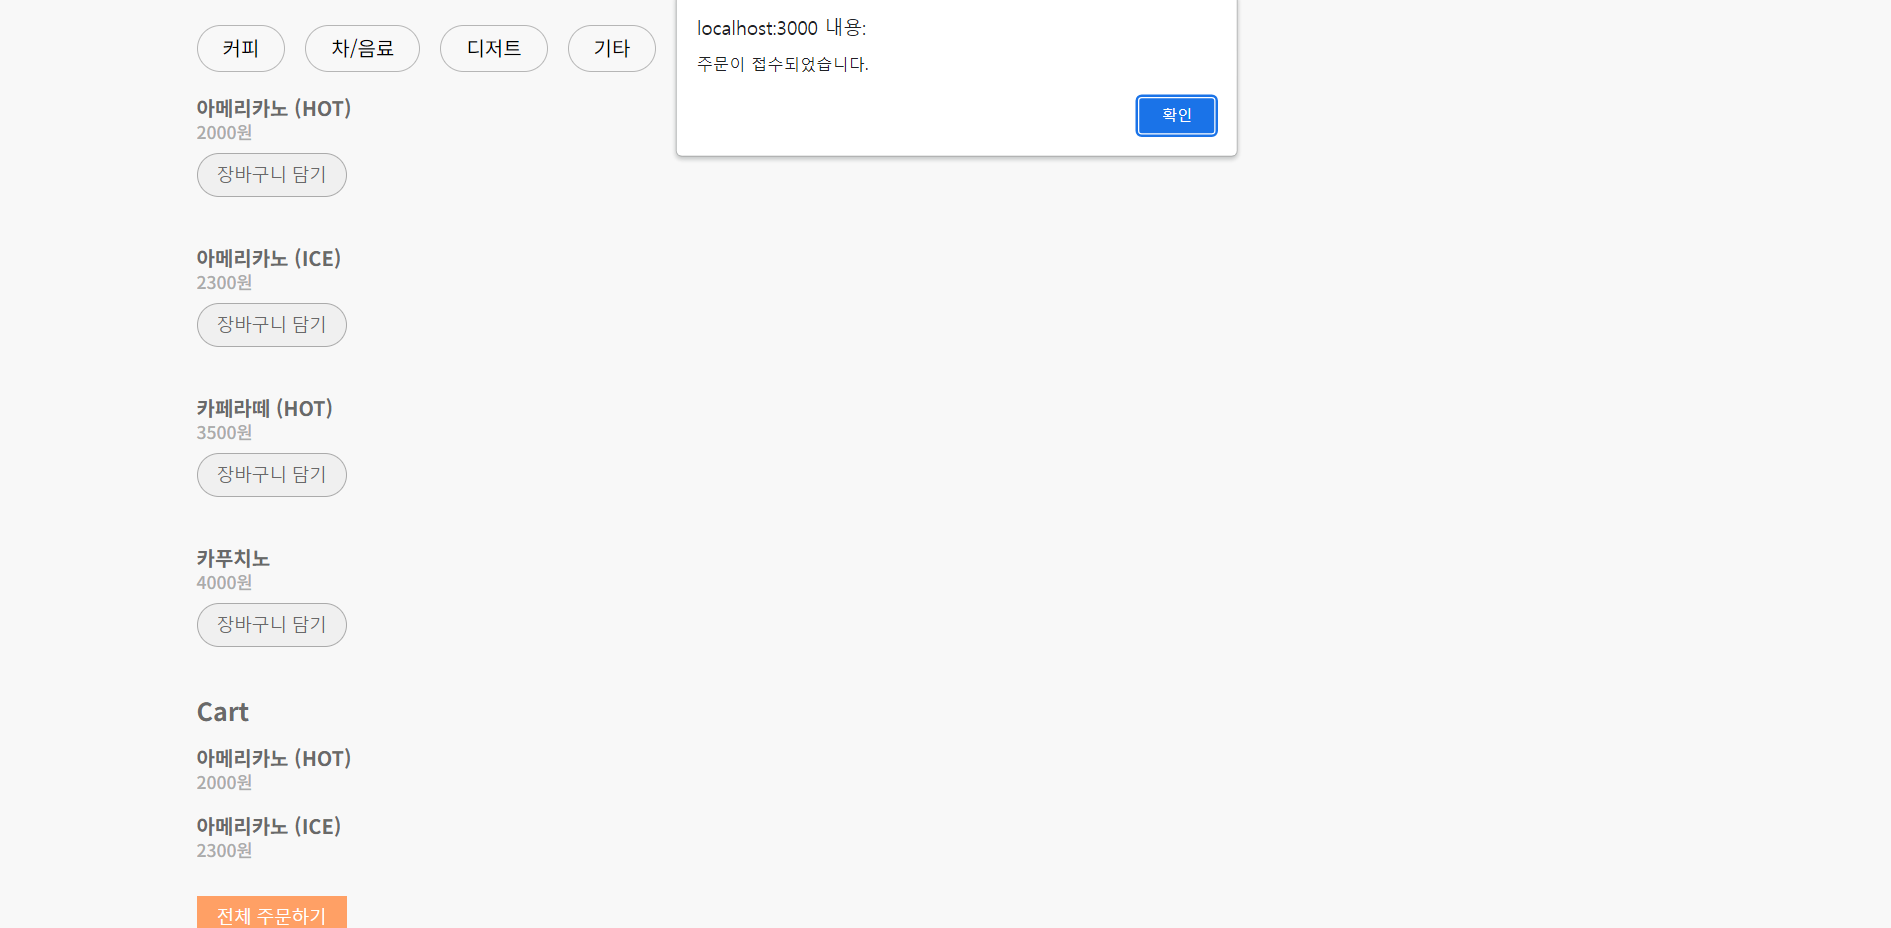 커피
차/음료
디저트
기타
localhost:3000 내용:
주문이 접수되었습니다.
확인
아메리카노 (HOT)
2000원
장바구니 담기
아메리카노 (ICE)
2300원
장바구니 담기
카페라떼 (HOT)
3500원
장바구니 담기
카푸치노
4000원
장바구니 담기
Cart
아메리카노 (HOT)
2000원
아메리카노 (ICE)
2300원
전체 주문하기